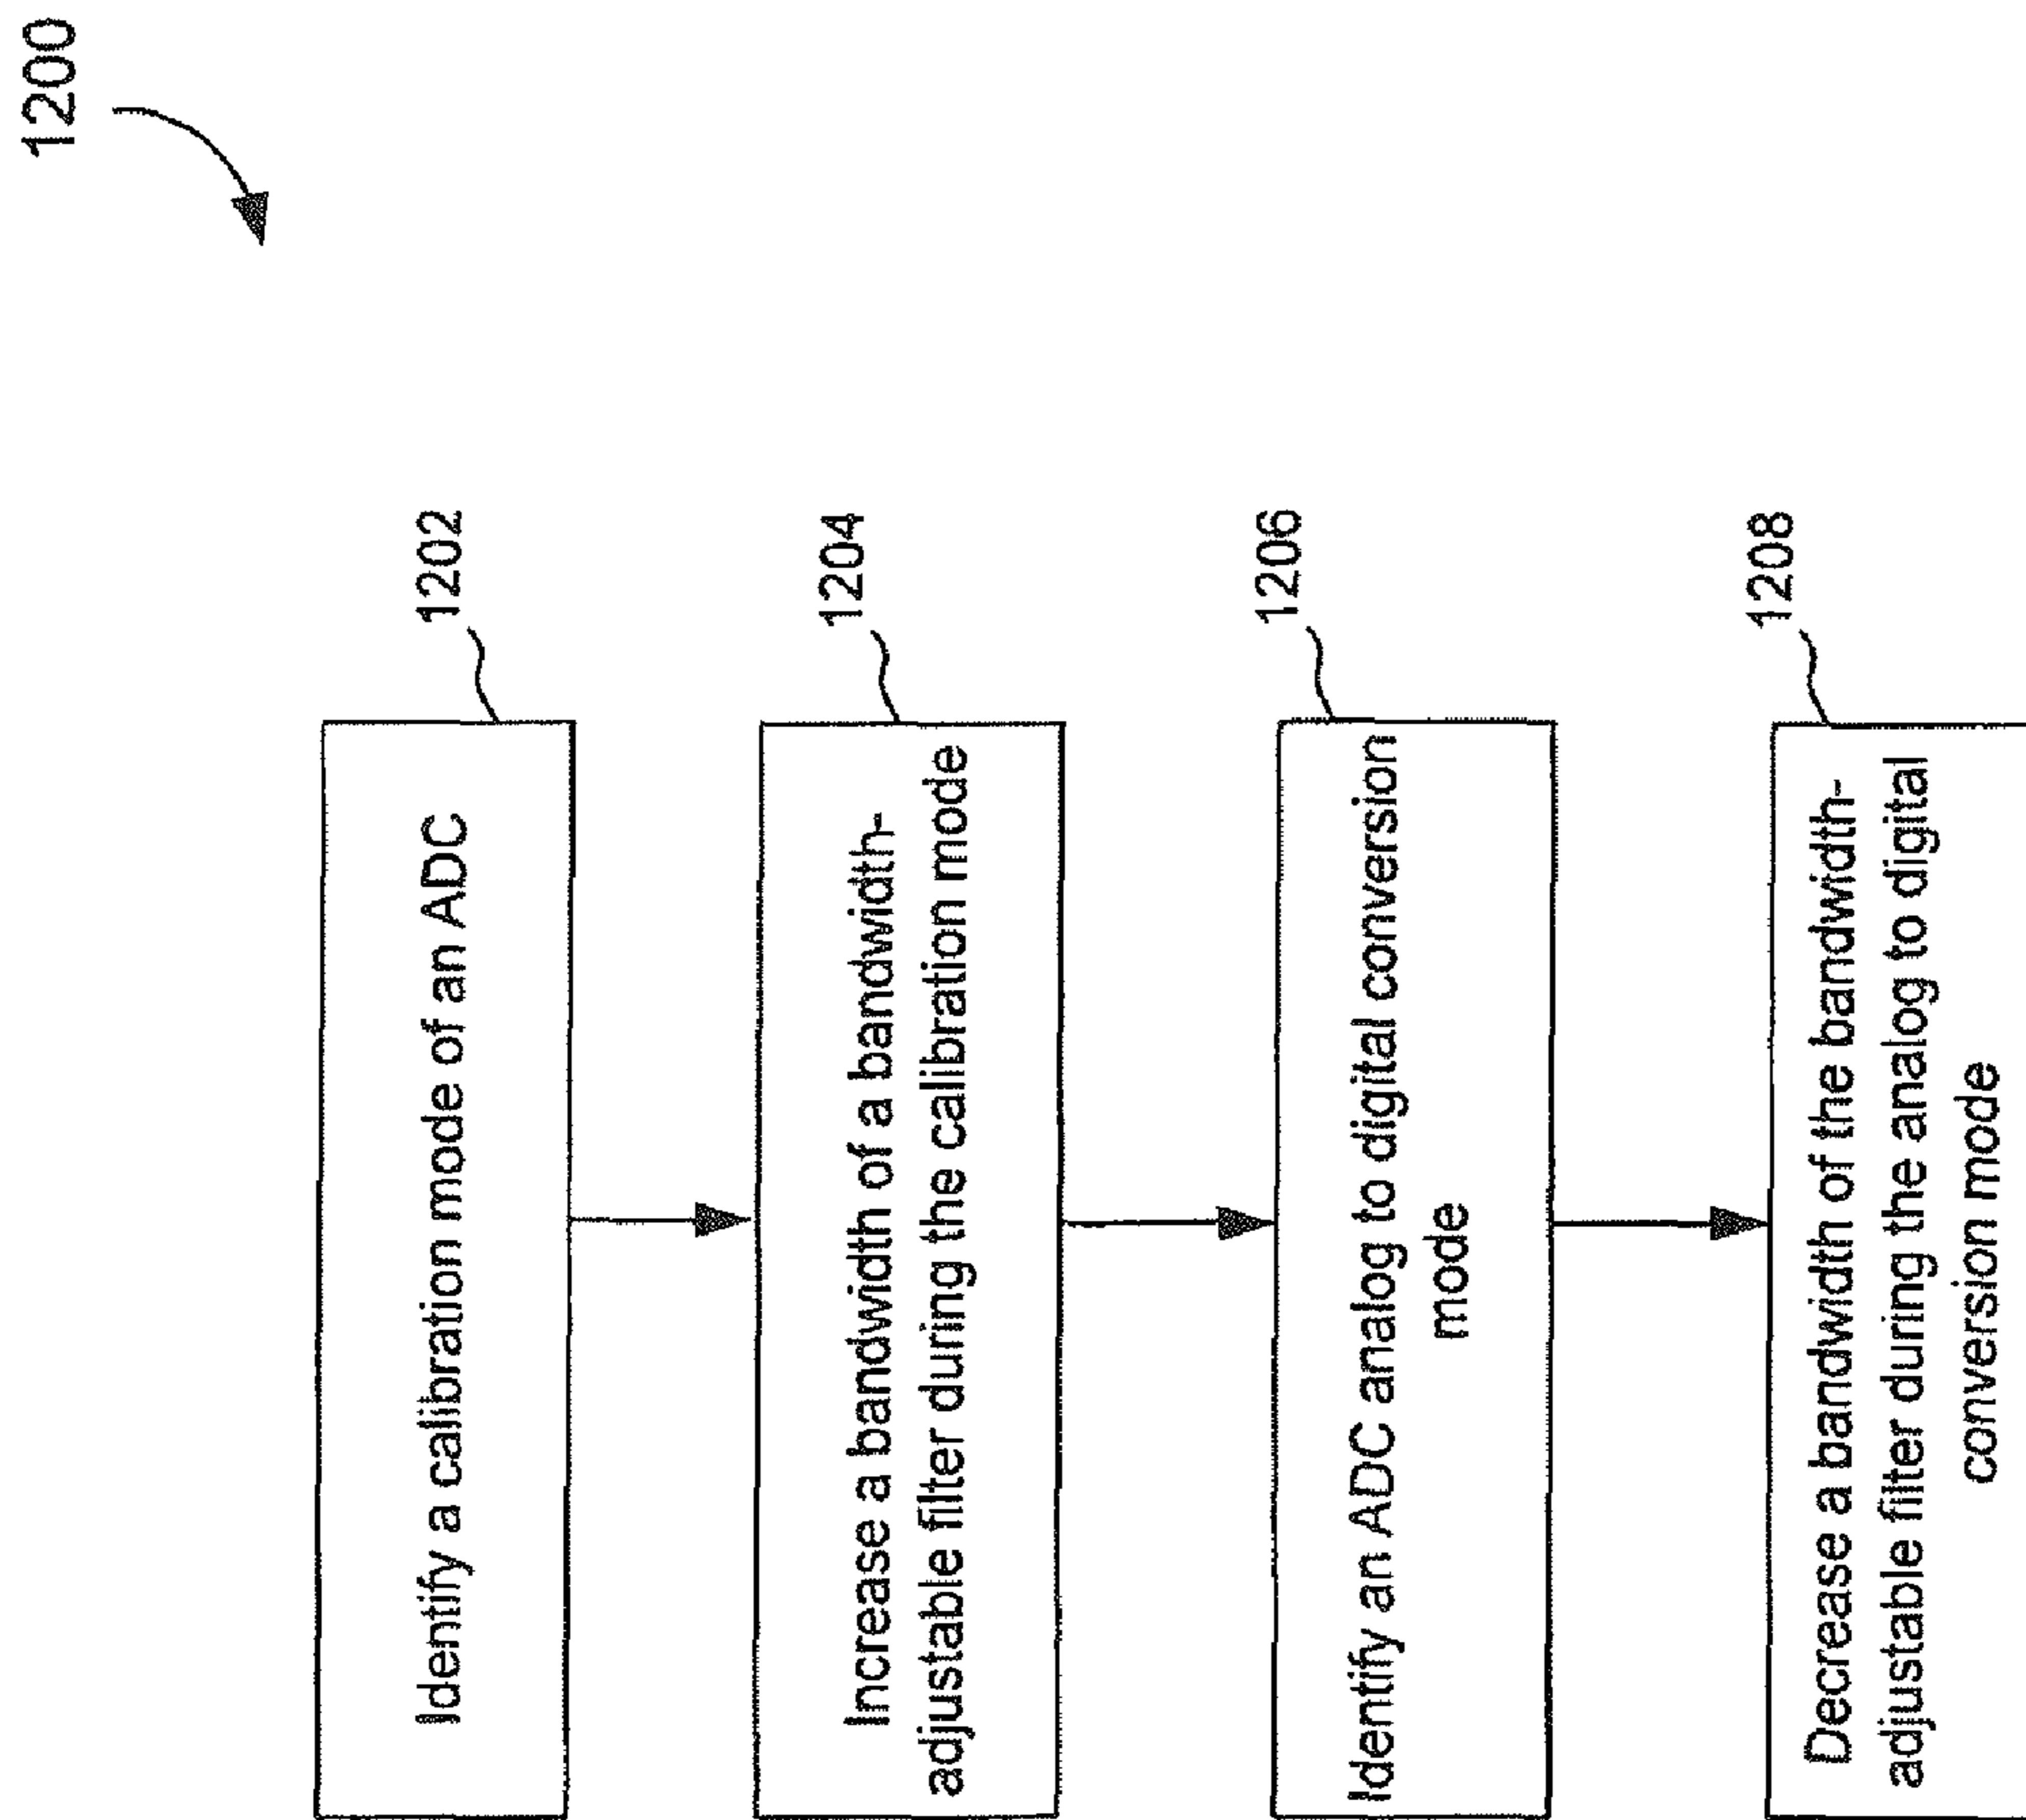 1200
1202
Identify a calibration mode of an ADC
1204
Increase a bandwidth of a bandwidth-
adjustable filter during the calibration mode
1206
Identify an ADC analog to digital conversion
mode
1208
Decrease a bandwidth of the bandwidth-
adjustable filter during the analog to digital
conversion mode